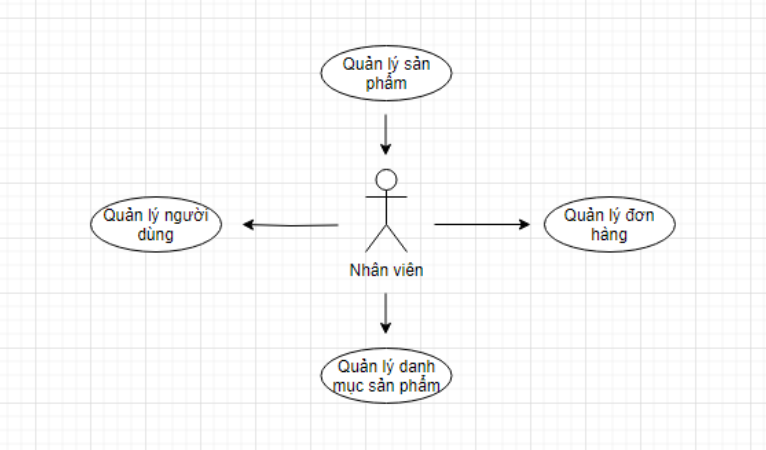 Quản lý sản
phẩm
Quản lý người
dùng
Quản lý đơn
hàng
Nhân viên
Quản lý danh
mục sản phẩm